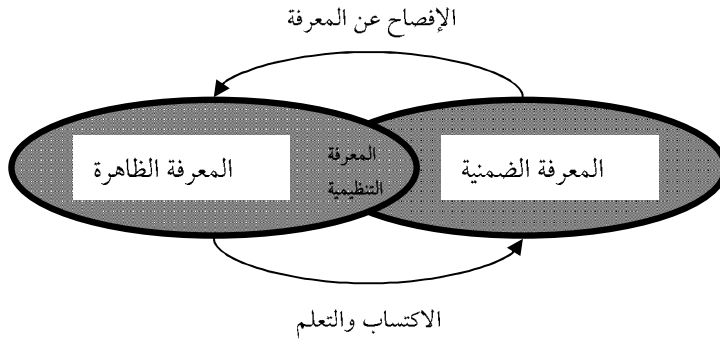 الإفصاح عن المعرفة
المعرفة الضمنية
المعرفة
التنظيمية
المعرفة الظاهرة
الاكتساب والتعلم